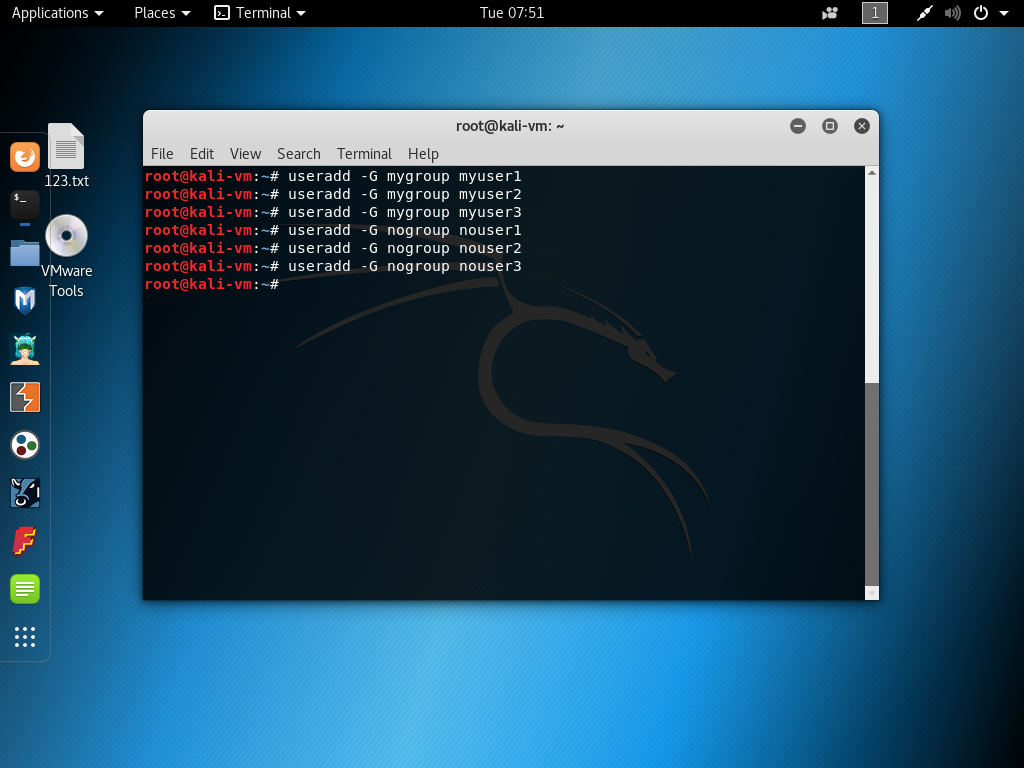 Applications Places Terminal Tue 07:51 1
root@kali-vm: ~
File Edit View Search Terminal Help
root@kali-vm:~# useradd -G mygroup myuser1
root@kali-vm:~# useradd -G mygroup myuser2
root@kali-vm:~# useradd -G mygroup myuser3
root@kali-vm:~# useradd -G nogroup nouser1
root@kali-vm:~# useradd -G nogroup nouser2
root@kali-vm:~# useradd -G nogroup nouser3
root@kali-vm:~#
123.txt
VMware
Tools